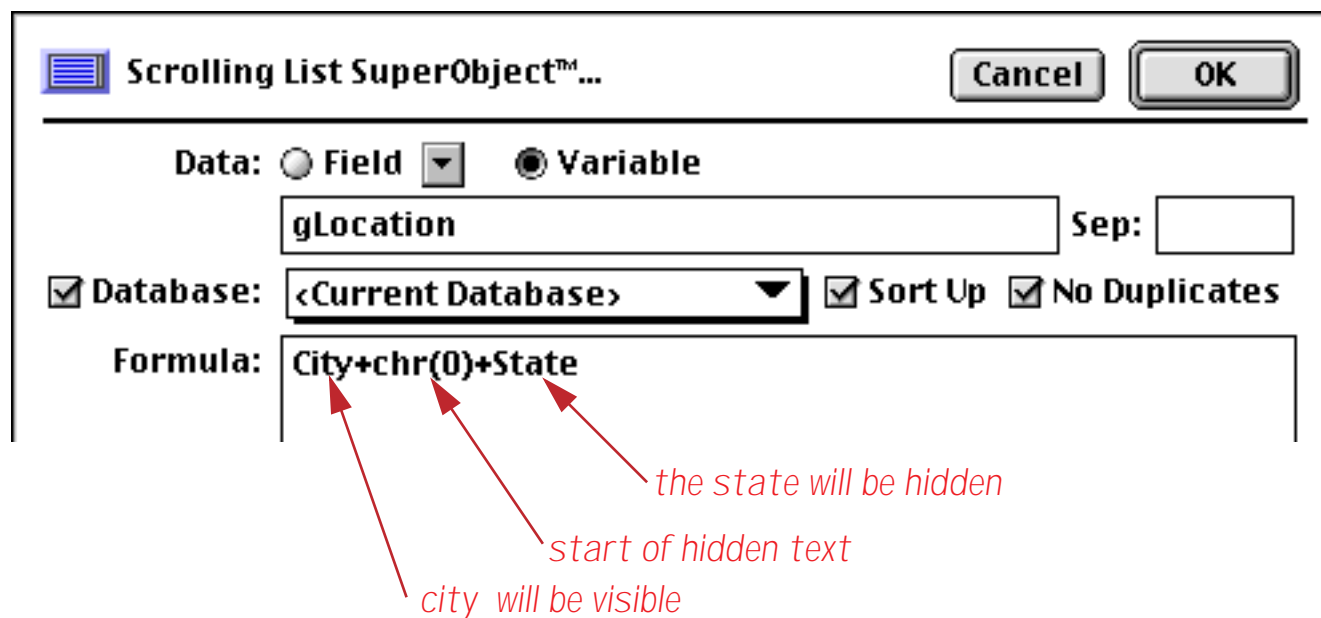 Scrolling List SuperObject™... Cancel OK
Data: Field Variable
gLocation Sep:
Database: <Current Database> Sort Up No Duplicates
Formula: City+chr(0)+State
the state will be hidden
start of hidden text
city will be visible